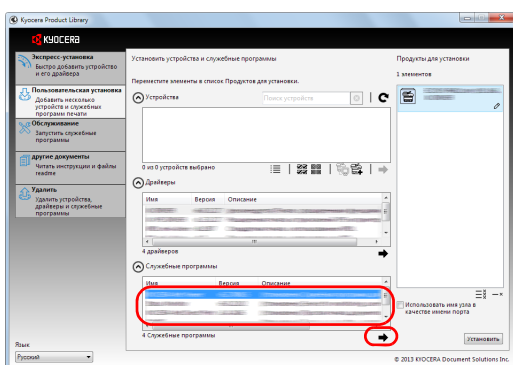 Kyocera Product Library
KYOCERA
Экспресс-установка
Быстро добавить устройство
и его драйвера
Пользовательская установка
Добавить несколько
устройств и служебных
программ печати
Обслуживание
Запустить служебные
программы
другие документы
Читать инструкции и файлы
readme
Удалить
Удалить устройства,
драйверы и служебные
программы
Язык
Русский
Установить устройства и служебные программы
Переместите элементы в список Продуктов для установки.
Устройства
Поиск устройств
0 из 0 устройств выбрано
Драйверы
Имя Версия Описание
4 драйверов
Служебные программы
Имя Версия Описание
4 Служебные программы
Продукты для установки
1 элементов
Использовать имя узла в
качестве имени порта
Установить
© 2013 KYOCERA Document Solutions Inc.